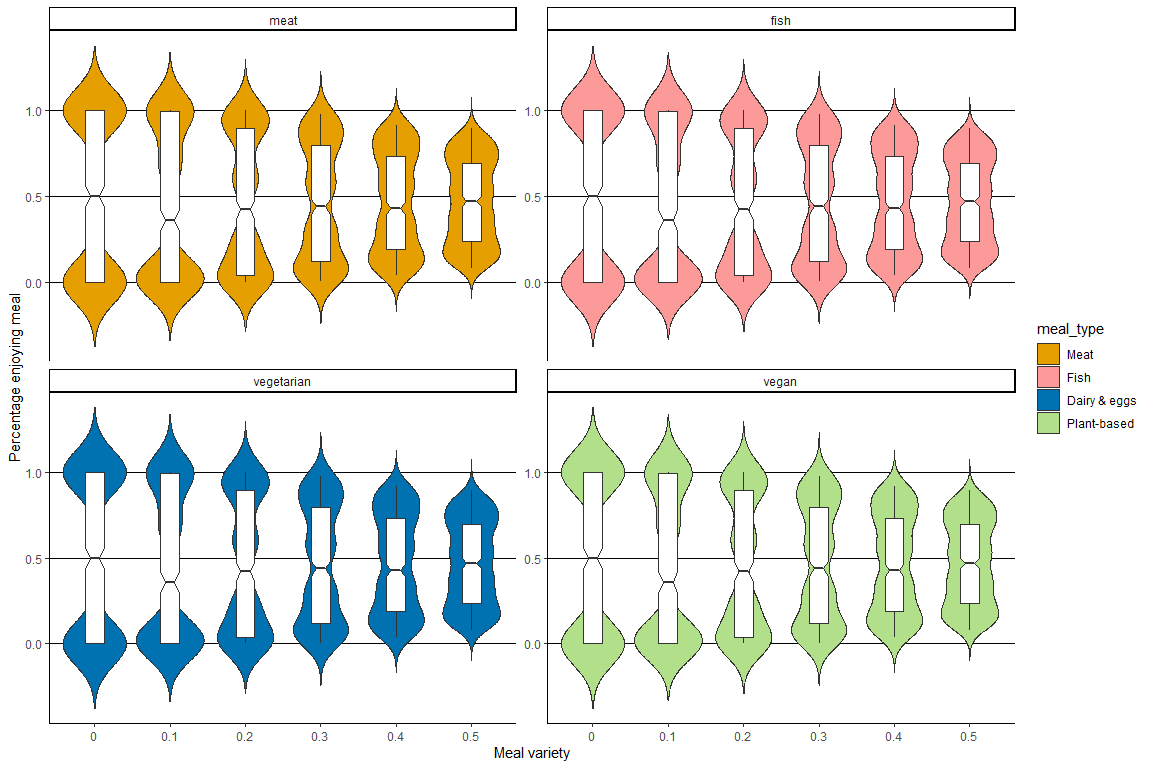 meat
fish
1.0
0.5
0.0
1.0
0.5
0.0
Percentage enjoying meal
vegetarian
vegan
1.0
0.5
0.0
1.0
0.5
0.0
0 0.1 0.2 0.3 0.4 0.5
0 0.1 0.2 0.3 0.4 0.5
Meal variety
meal_type
Meat
Fish
Dairy & eggs
Plant-based